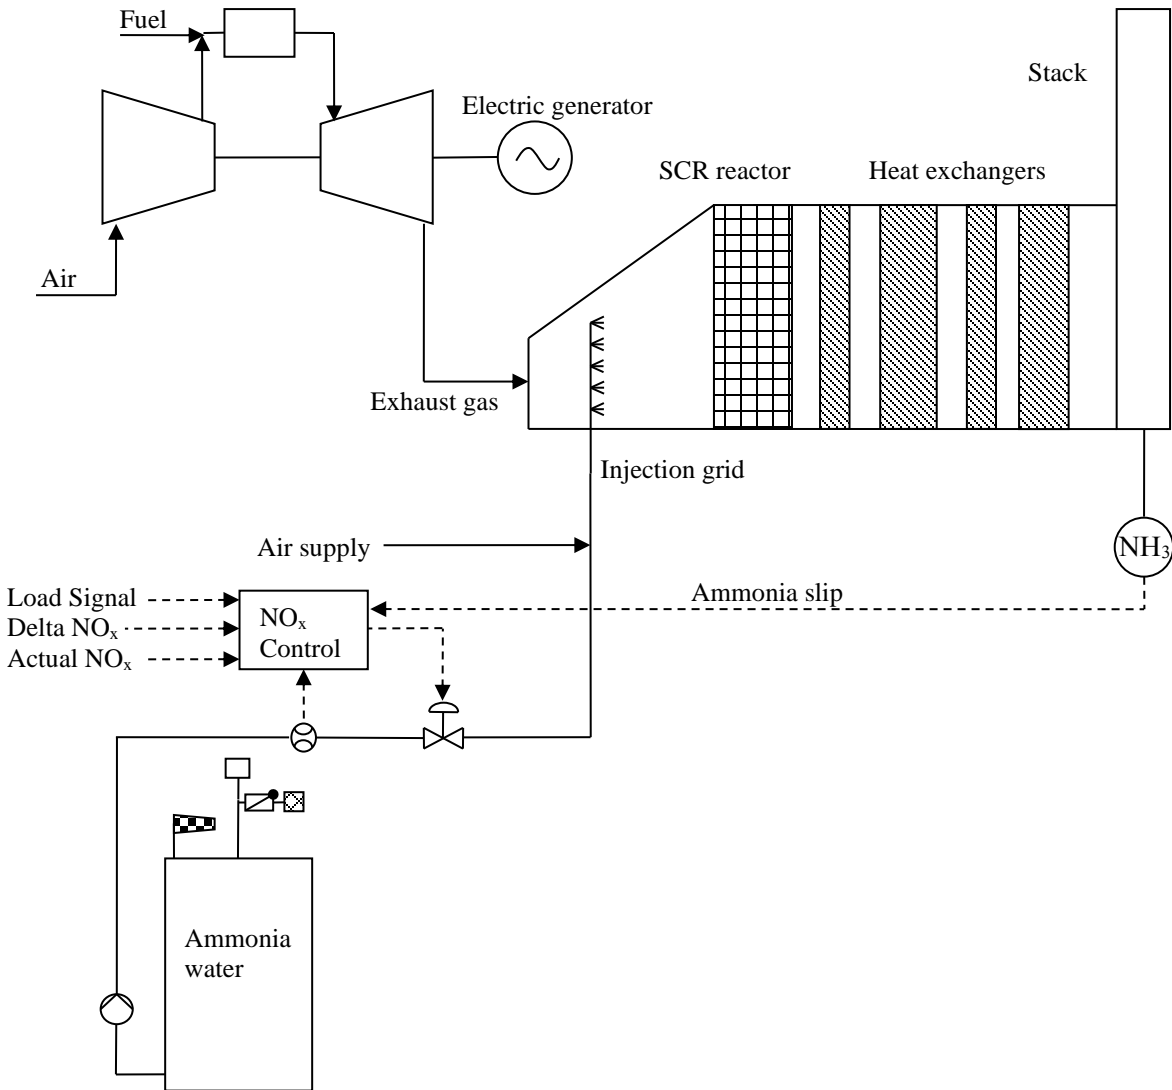 Fuel
Stack
Electric generator
SCR reactor
Heat exchangers
Air
Exhaust gas
Injection grid
Air supply
NH₃
Load Signal
Delta NOₓ
Actual NOₓ
NOₓ
Control
Ammonia slip
Ammonia
water